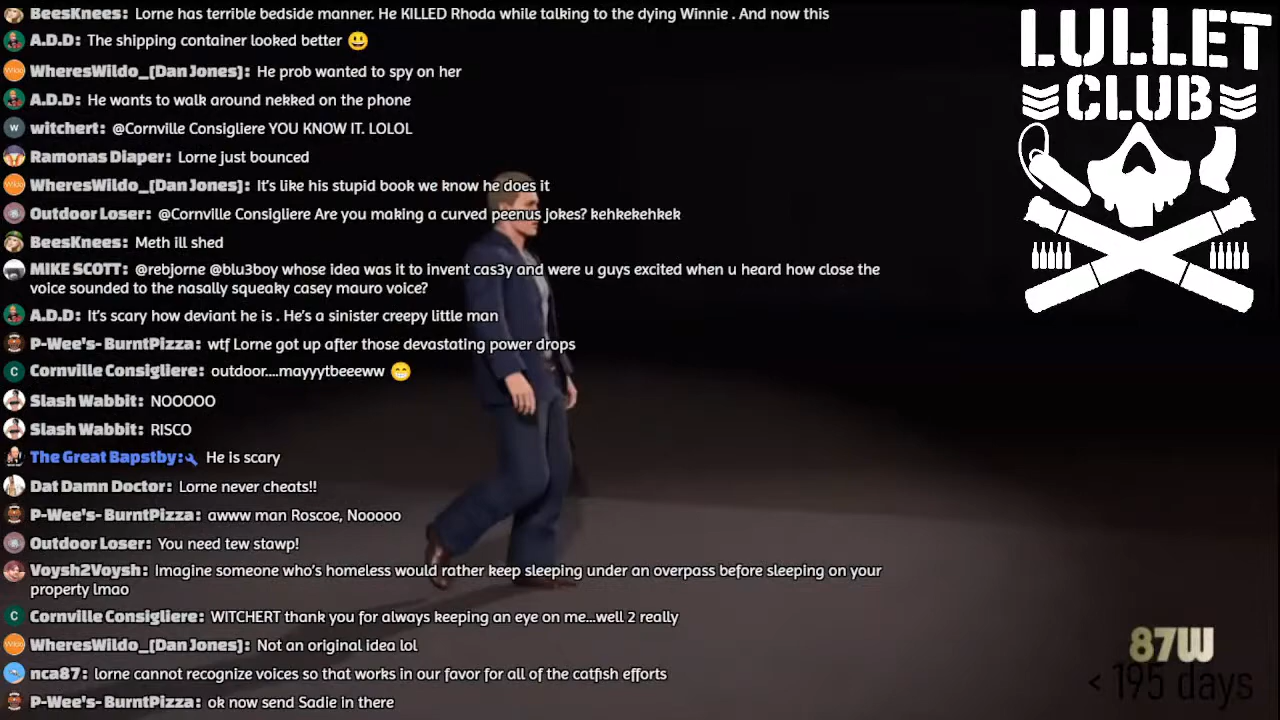 BeesKnees: Lorne has terrible bedside manner. He KILLED Rhoda while talking to the dying Winnie . And now this
A.D.D: The shipping container looked better 😃
WheresWildo_(Dan Jones): He prob wanted to spy on her
A.D.D: He wants to walk around nekked on the phone
witchert: @Cornville Consigliere YOU KNOW IT. LOLOL
Ramonas Diaper: Lorne just bounced
WheresWildo_(Dan Jones): It's like his stupid book we know he does it
Outdoor Loser: @Cornville Consigliere Are you making a curved peenus jokes? kehkekehkek
BeesKnees: Meth ill shed
MIKE SCOTT: @rebjorne @blu3boy whose idea was it to invent cas3y and were u guys excited when u heard how close the
voice sounded to the nasally squeaky casey mauro voice?
A.D.D: It's scary how deviant he is . He's a sinister creepy little man
P-Wee's- BurntPizza: wtf Lorne got up after those devastating power drops
Cornville Consigliere: outdoor....mayyytbeeeww 😁
Slash Wabbit: NOOOOO
Slash Wabbit: RISCO
The Great Bapstby: He is scary
Dat Damn Doctor: Lorne never cheats!!
P-Wee's- BurntPizza: awww man Roscoe, Nooooo
Outdoor Loser: You need tew stawp!
Voysh2Voysh: Imagine someone who's homeless would rather keep sleeping under an overpass before sleeping on your
property lmao
Cornville Consigliere: WITCHERT thank you for always keeping an eye on me...well 2 really
WheresWildo_(Dan Jones): Not an original idea lol
nca87: lorne cannot recognize voices so that works in our favor for all of the catfish efforts
P-Wee's- BurntPizza: ok now send Sadie in there
LULLET
CLUB
87W
< 195 days